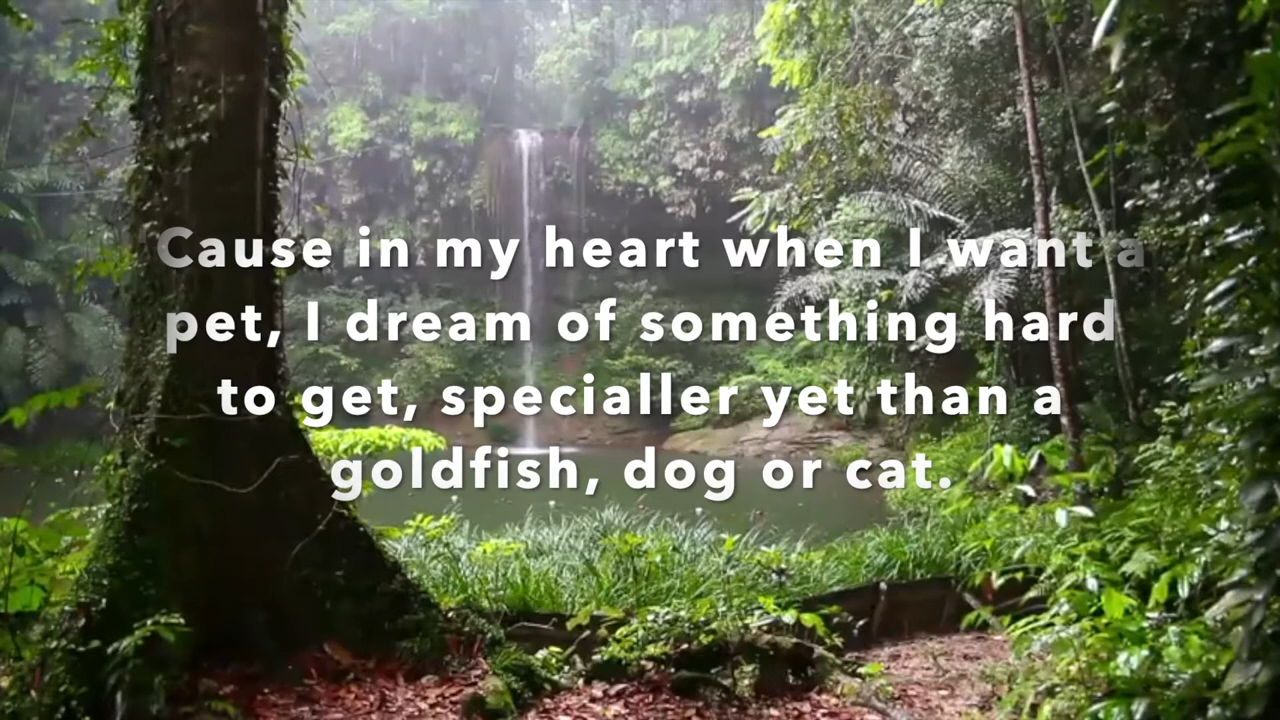 Cause in my heart when I want a
pet, I dream of something hard
to get, specialler yet than a
goldfish, dog or cat.